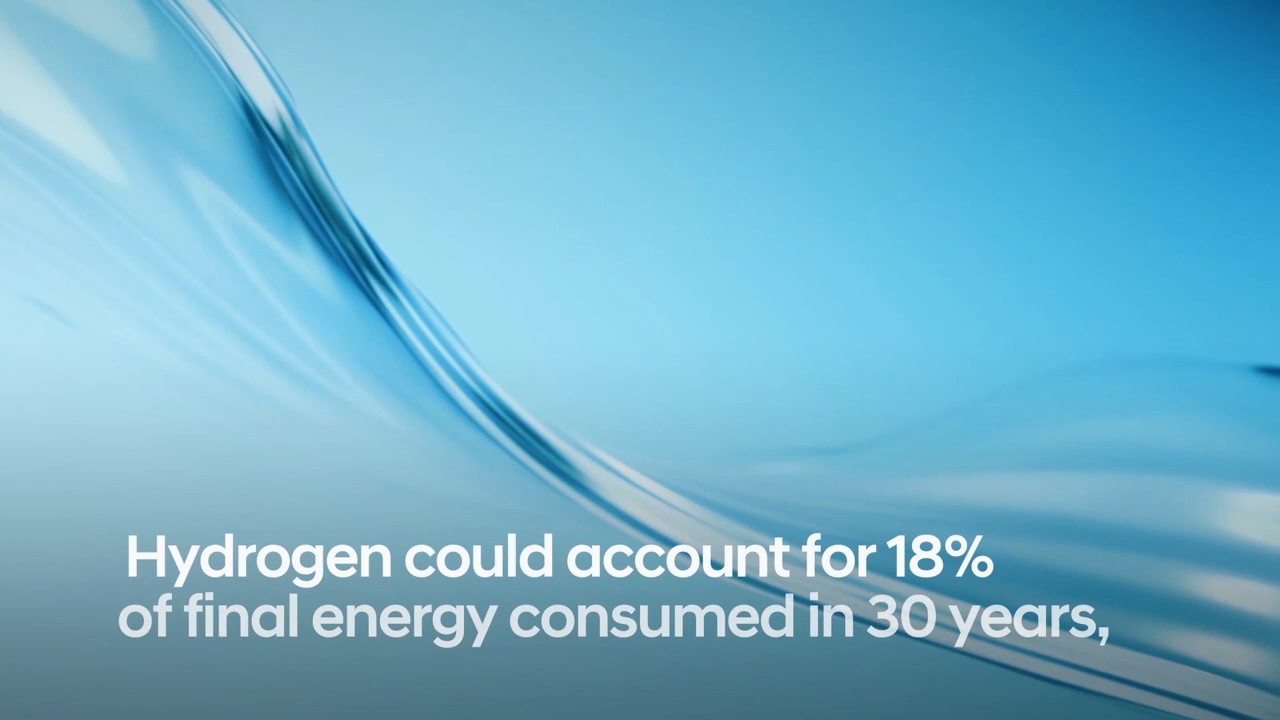 Hydrogen could account for 18%
of final energy consumed in 30 years,